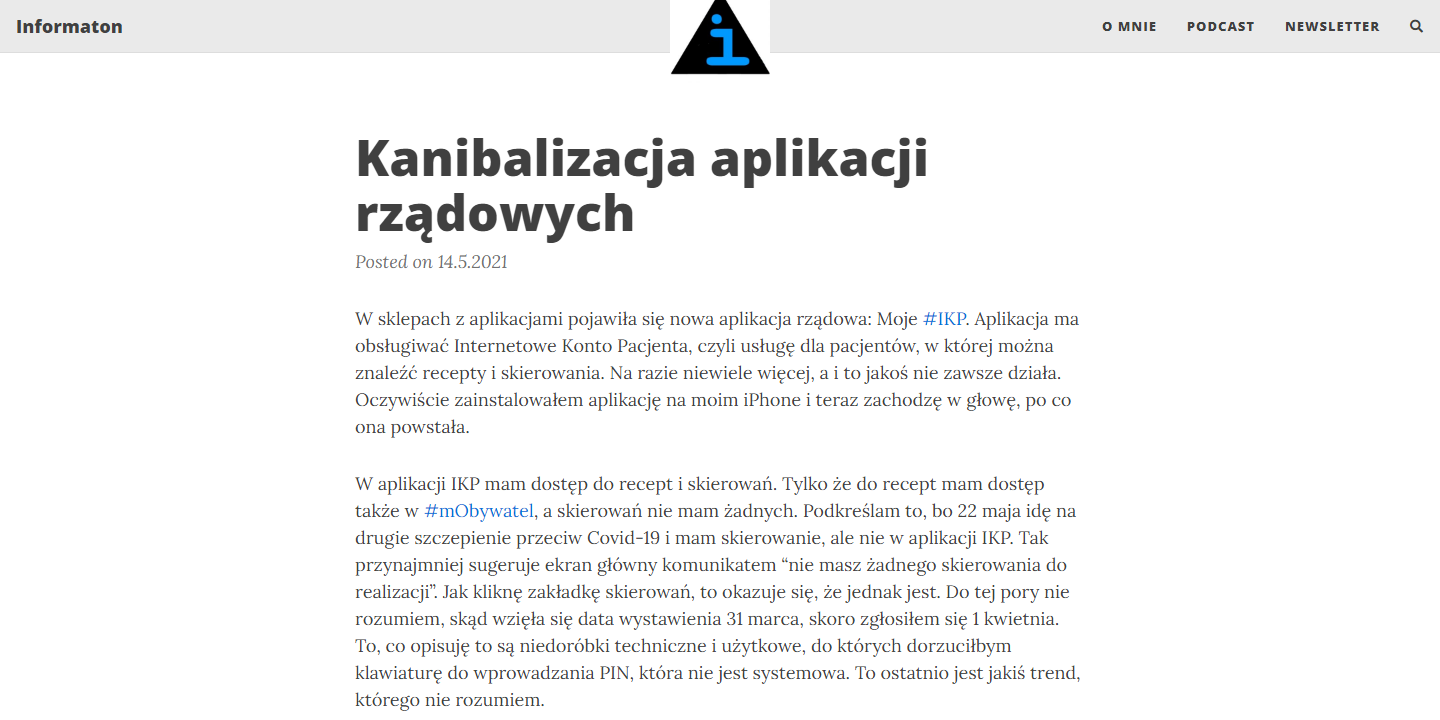 Informaton
i
O MNIE
PODCAST
NEWSLETTER
Kanibalizacja aplikacji
rządowych
Posted on 14.5.2021
W sklepach z aplikacjami pojawiła się nowa aplikacja rządowa: Moje #IKP. Aplikacja ma
obsługiwać Internetowe Konto Pacjenta, czyli usługę dla pacjentów, w której można
znaleźć recepty i skierowania. Na razie niewiele więcej, a i to jakoś nie zawsze działa.
Oczywiście zainstalowałem aplikację na moim iPhone i teraz zachodzę w głowę, po co
ona powstała.
W aplikacji IKP mam dostęp do recept i skierowań. Tylko że do recept mam dostęp
także w #mObywatel, a skierowań nie mam żadnych. Podkreślam to, bo 22 maja idę na
drugie szczepienie przeciw Covid-19 i mam skierowanie, ale nie w aplikacji IKP. Tak
przynajmniej sugeruje ekran główny komunikatem “nie masz żadnego skierowania do
realizacji”. Jak kliknę zakładkę skierowań, to okazuje się, że jednak jest. Do tej pory nie
rozumiem, skąd wzięła się data wystawienia 31 marca, skoro zgłosiłem się 1 kwietnia.
To, co opisuję to są niedoróbki techniczne i użytkowe, do których dorzuciłbym
klawiaturę do wprowadzania PIN, która nie jest systemowa. To ostatnio jest jakiś trend,
którego nie rozumiem.